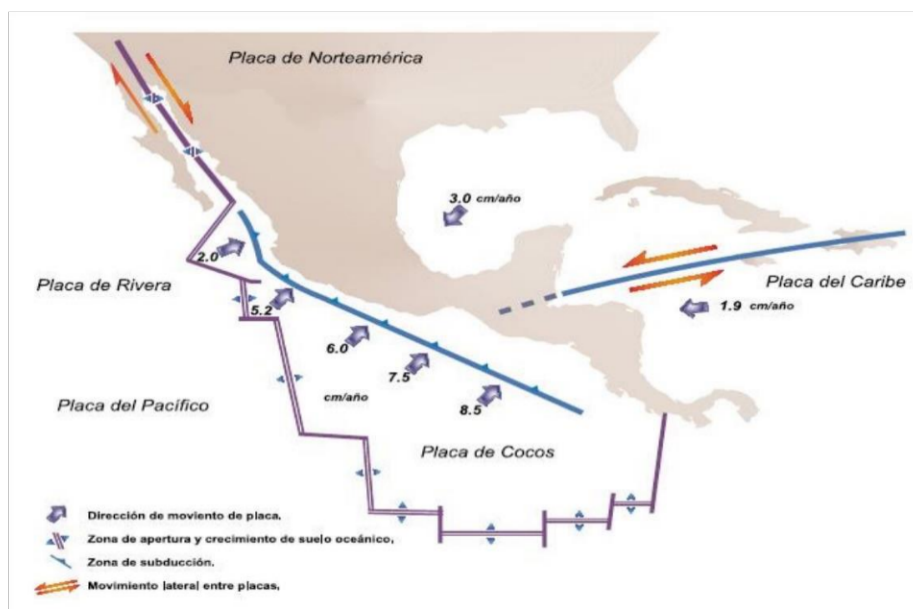 Placa de Norteamérica
3.0 cm/año
2.0
Placa de Rivera
5.2
Placa del Caribe
1.9 cm/año
6.0
7.5
cm/año
8.5
Placa del Pacífico
Placa de Cocos
Dirección de moviento de placa.
Zona de apertura y crecimiento de suelo oceánico.
Zona de subducción.
Movimiento lateral entre placas.